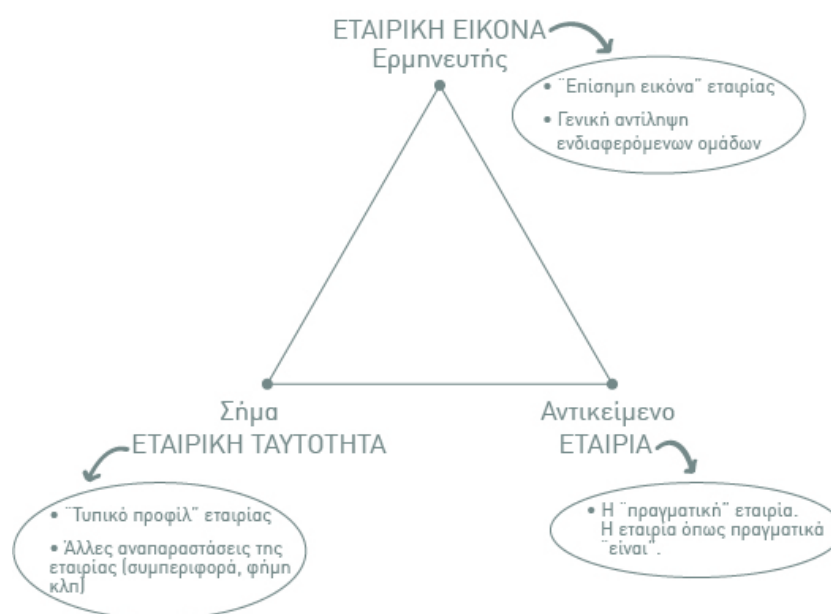 ΕΤΑΙΡΙΚΗ ΕΙΚΟΝΑ
Ερμηνευτής
• ¨Επίσημη εικόνα¨ εταιρίας
• Γενική αντίληψη
ενδιαφερόμενων ομάδων
Σήμα
ΕΤΑΙΡΙΚΗ ΤΑΥΤΟΤΗΤΑ
• ¨Τυπικό προφίλ¨ εταιρίας
• Άλλες αναπαραστάσεις της
εταιρίας (συμπεριφορά, φήμη
κλπ)
Αντικείμενο
ΕΤΑΙΡΙΑ
• Η ¨πραγματική¨ εταιρία.
Η εταιρία όπως πραγματικά
¨είναι¨.